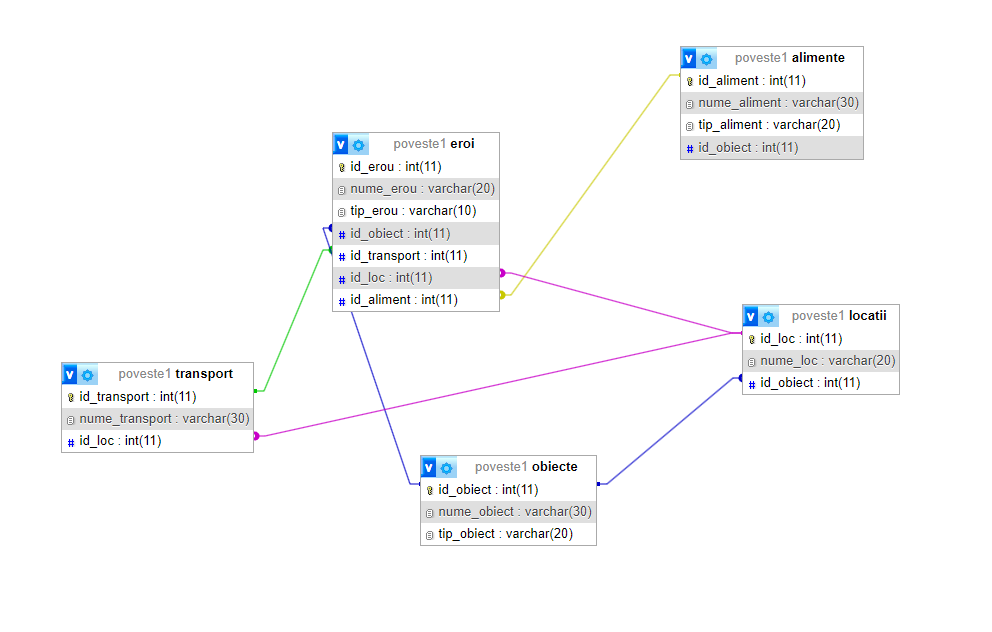 v poveste1 alimente
id_aliment : int(11)
nume_aliment : varchar(30)
tip_aliment : varchar(20)
# id_obiect : int(11)
v poveste1 eroi
id_erou : int(11)
nume_erou : varchar(20)
tip_erou : varchar(10)
# id_obiect : int(11)
# id_transport : int(11)
# id_loc : int(11)
# id_aliment : int(11)
v poveste1 locatii
id_loc : int(11)
nume_loc : varchar(20)
# id_obiect : int(11)
v poveste1 transport
id_transport : int(11)
nume_transport : varchar(30)
# id_loc : int(11)
v poveste1 obiecte
id_obiect : int(11)
nume_obiect : varchar(30)
tip_obiect : varchar(20)